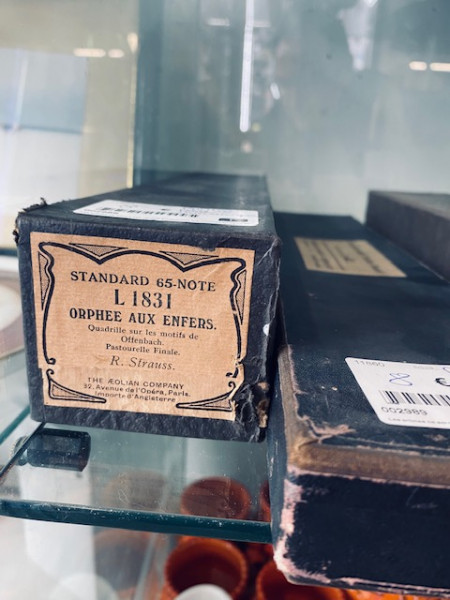 STANDARD 65-NOTE
L 1831
ORPHEE AUX ENFERS.
Quadrille sur les motifs de
Offenbach.
Pastourelle Finale.
R. Strauss.
THE ÆOLIAN COMPANY
32, Avenue de l'Opéra, Paris.
Importé d'Angleterre
8 €
002989